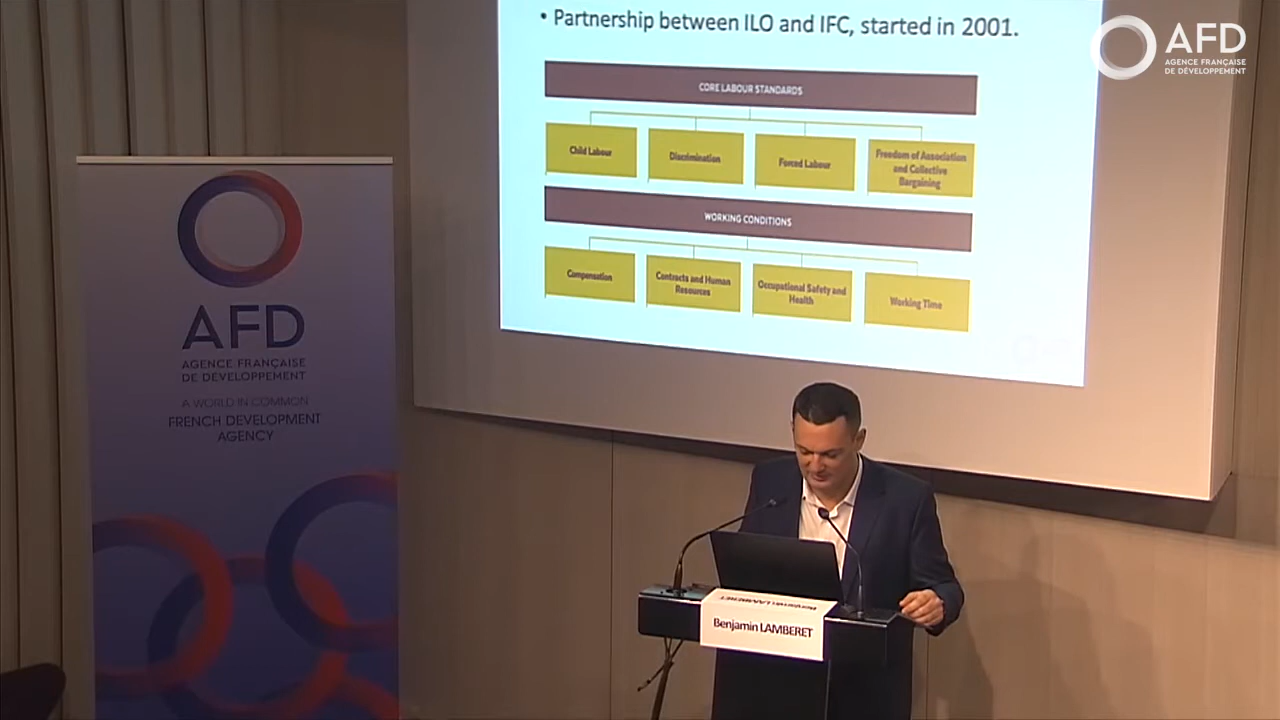 • Partnership between ILO and IFC, started in 2001.
AFD
AGENCE FRANÇAISE
DE DÉVELOPPEMENT
CORE LABOUR STANDARDS
Child Labour
Discrimination
Forced Labour
Freedom of Association
and Collective
Bargaining
WORKING CONDITIONS
Compensation
Contracts and Human
Resources
Occupational Safety and
Health
Working Time
AFD
AGENCE FRANÇAISE
DE DÉVELOPPEMENT
A WORLD IN COMMON
FRENCH DEVELOPMENT
AGENCY
Benjamin LAMBERET
Benjamin LAMBERET